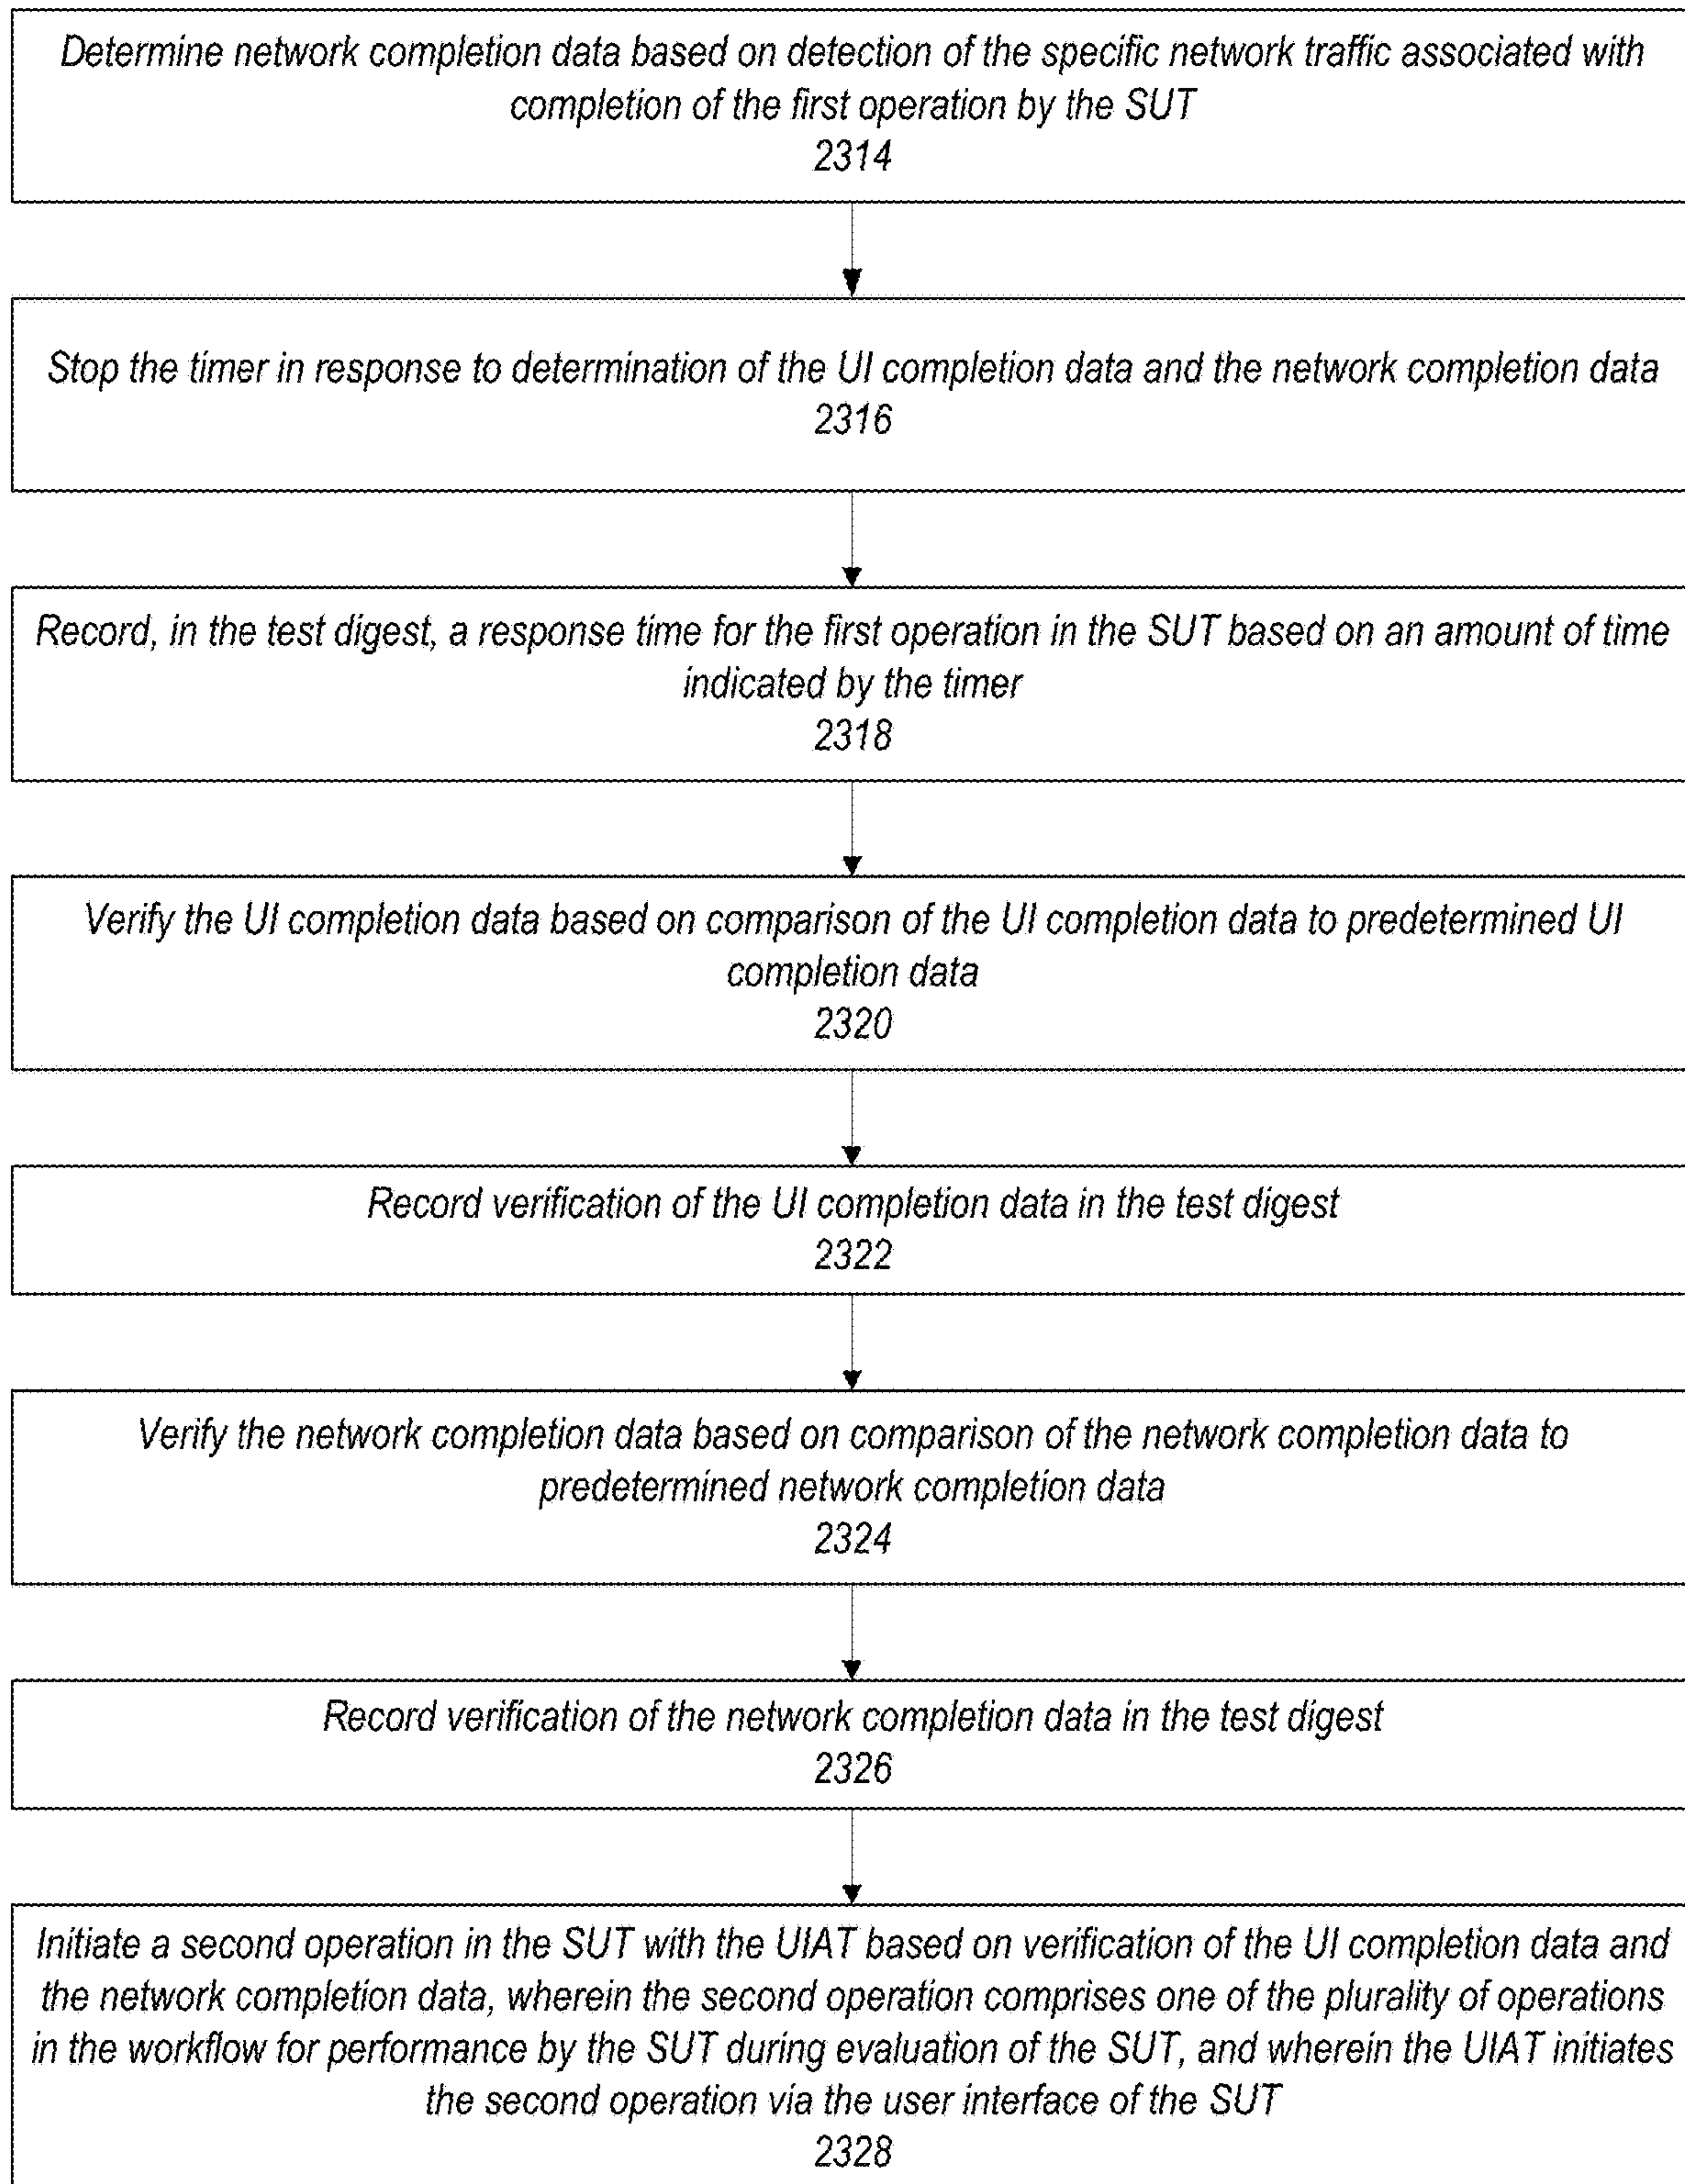 Determine network completion data based on detection of the specific network traffic associated with
completion of the first operation by the SUT
2314
Stop the timer in response to determination of the UI completion data and the network completion data
2316
Record, in the test digest, a response time for the first operation in the SUT based on an amount of time
indicated by the timer
2318
Verify the UI completion data based on comparison of the UI completion data to predetermined UI
completion data
2320
Record verification of the UI completion data in the test digest
2322
Verify the network completion data based on comparison of the network completion data to
predetermined network completion data
2324
Record verification of the network completion data in the test digest
2326
Initiate a second operation in the SUT with the UIAT based on verification of the UI completion data and
the network completion data, wherein the second operation comprises one of the plurality of operations
in the workflow for performance by the SUT during evaluation of the SUT, and wherein the UIAT initiates
the second operation via the user interface of the SUT
2328